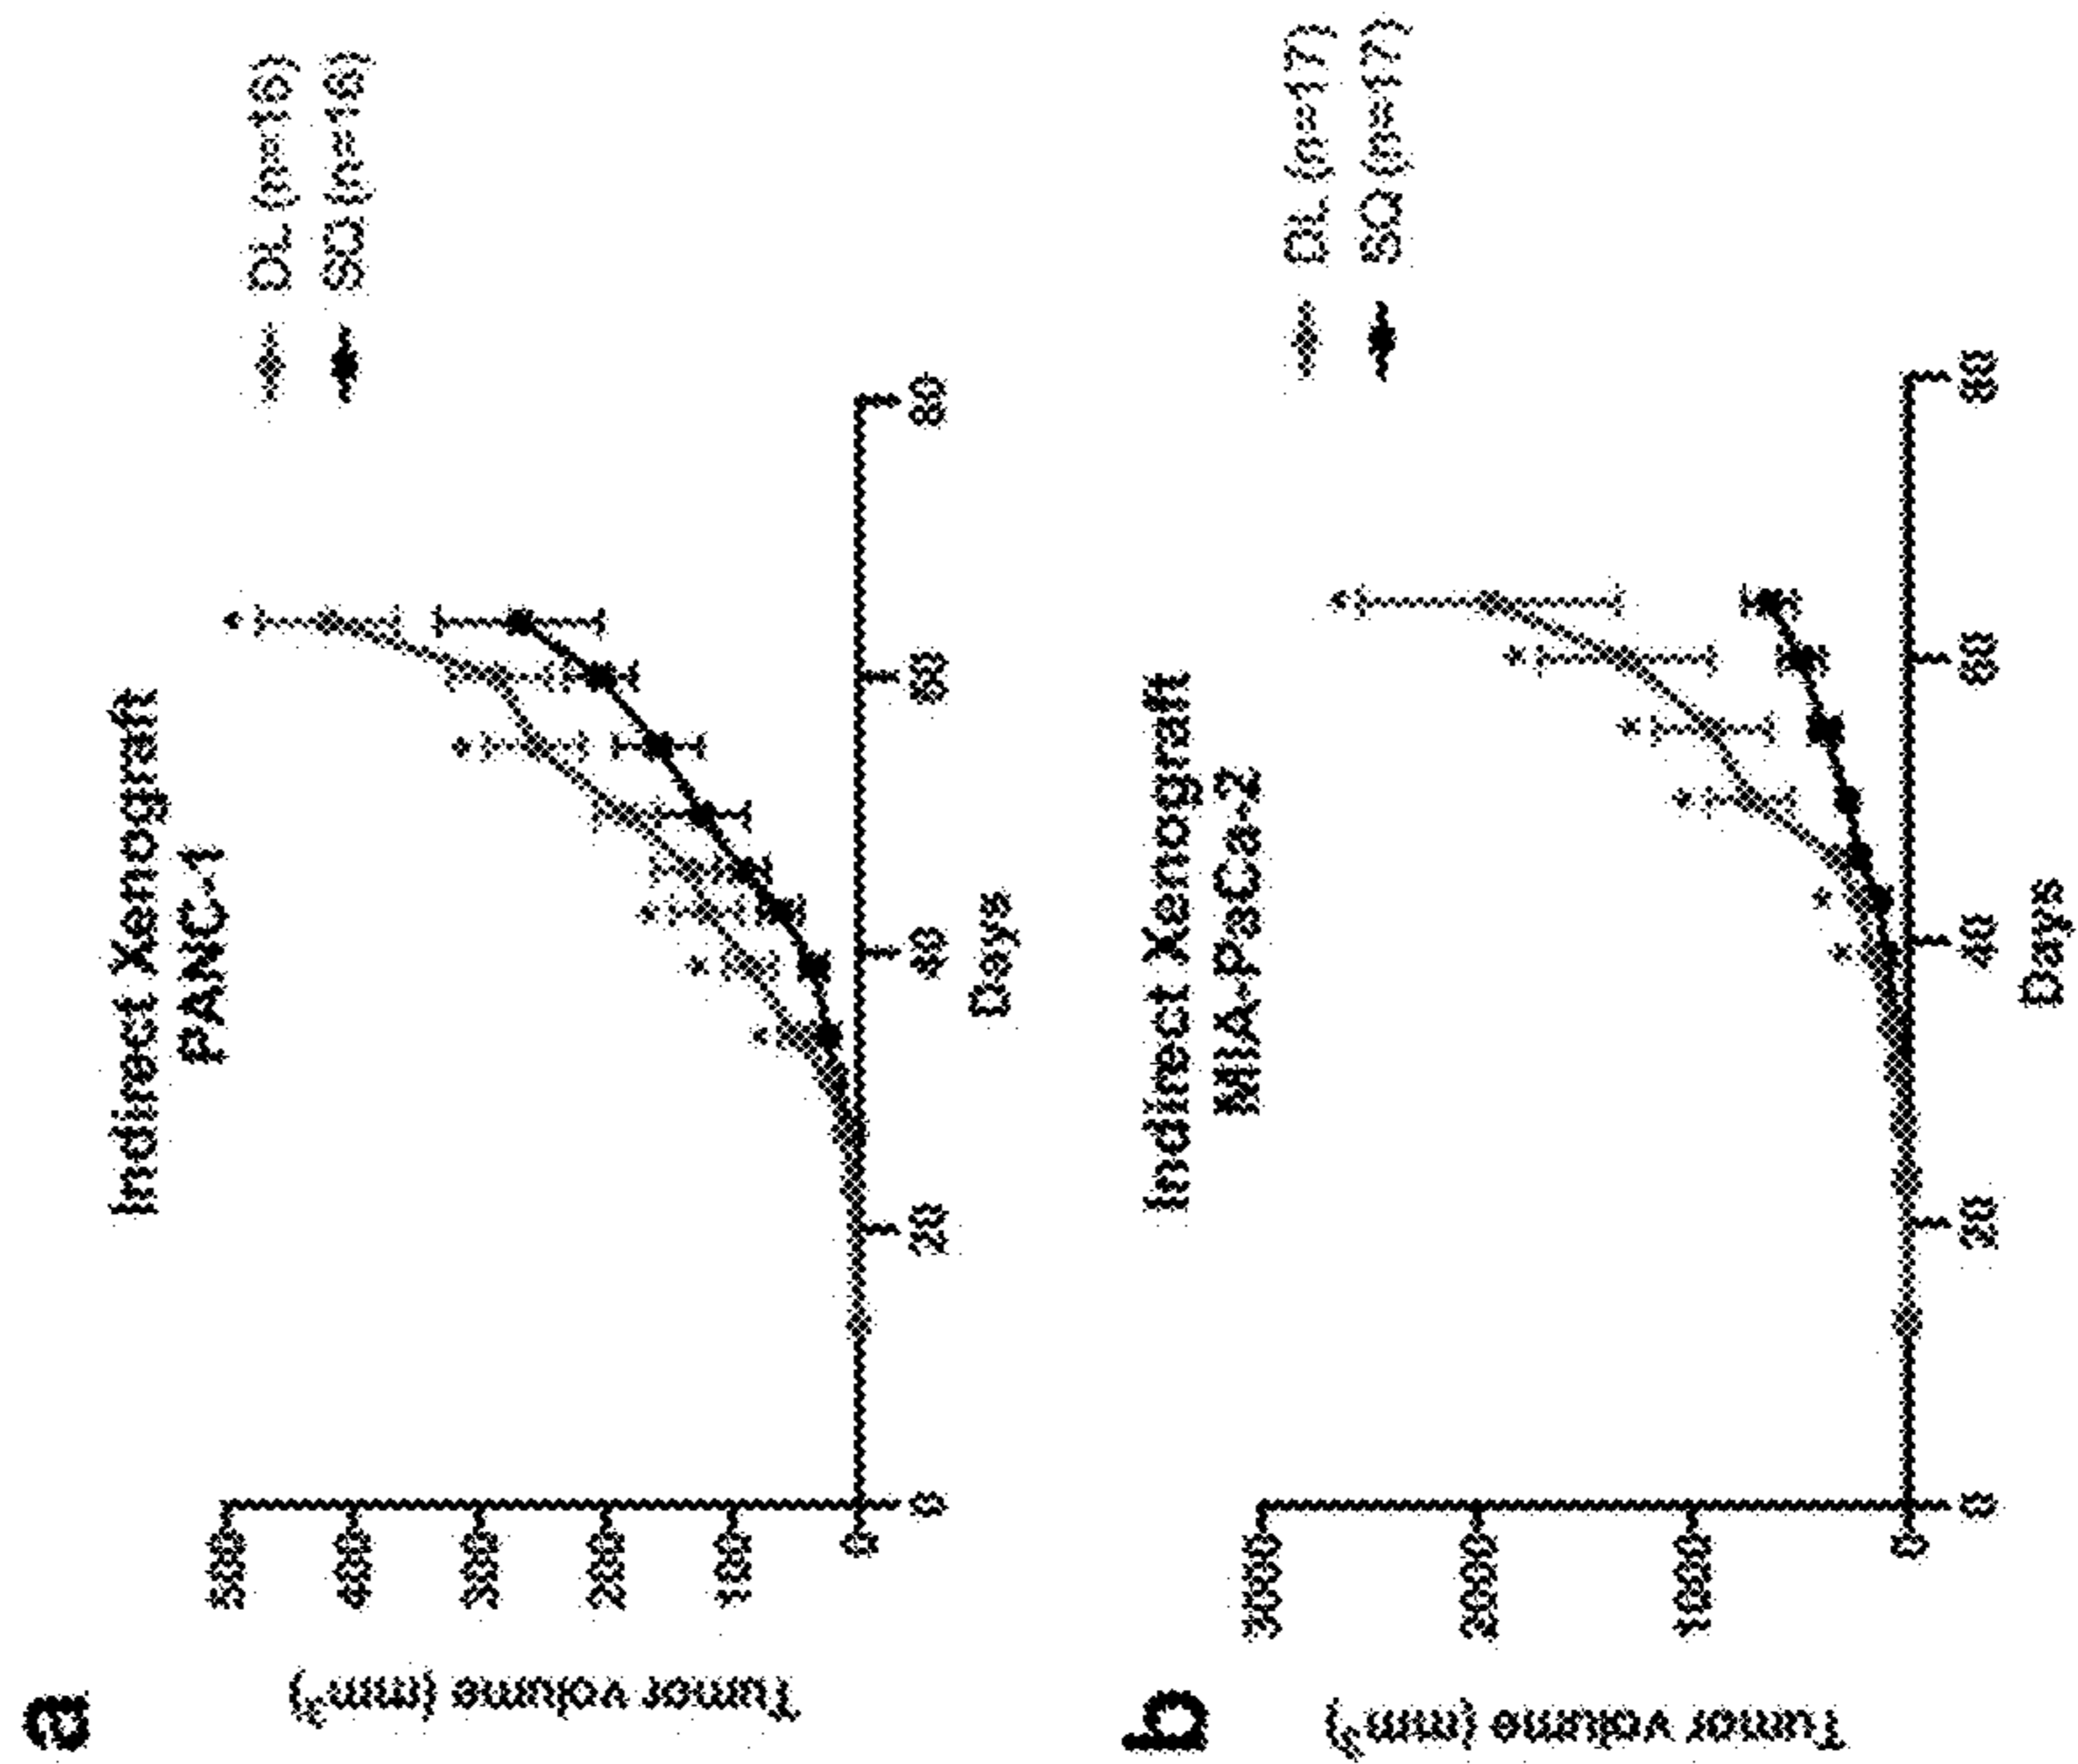 a
Indirect Xenograft
PANC-1
DL (n=16)
SQ (n=18)
Tumor volume (mm³)
5000
4000
3000
2000
1000
0
0
20
40
60
80
Days
*
*
*
*
*
b
Indirect Xenograft
MIA PaCa-2
DL (n=17)
SQ (n=17)
Tumor volume (mm³)
3000
2000
1000
0
0
20
40
60
80
Days
*
*
*
*
*
*